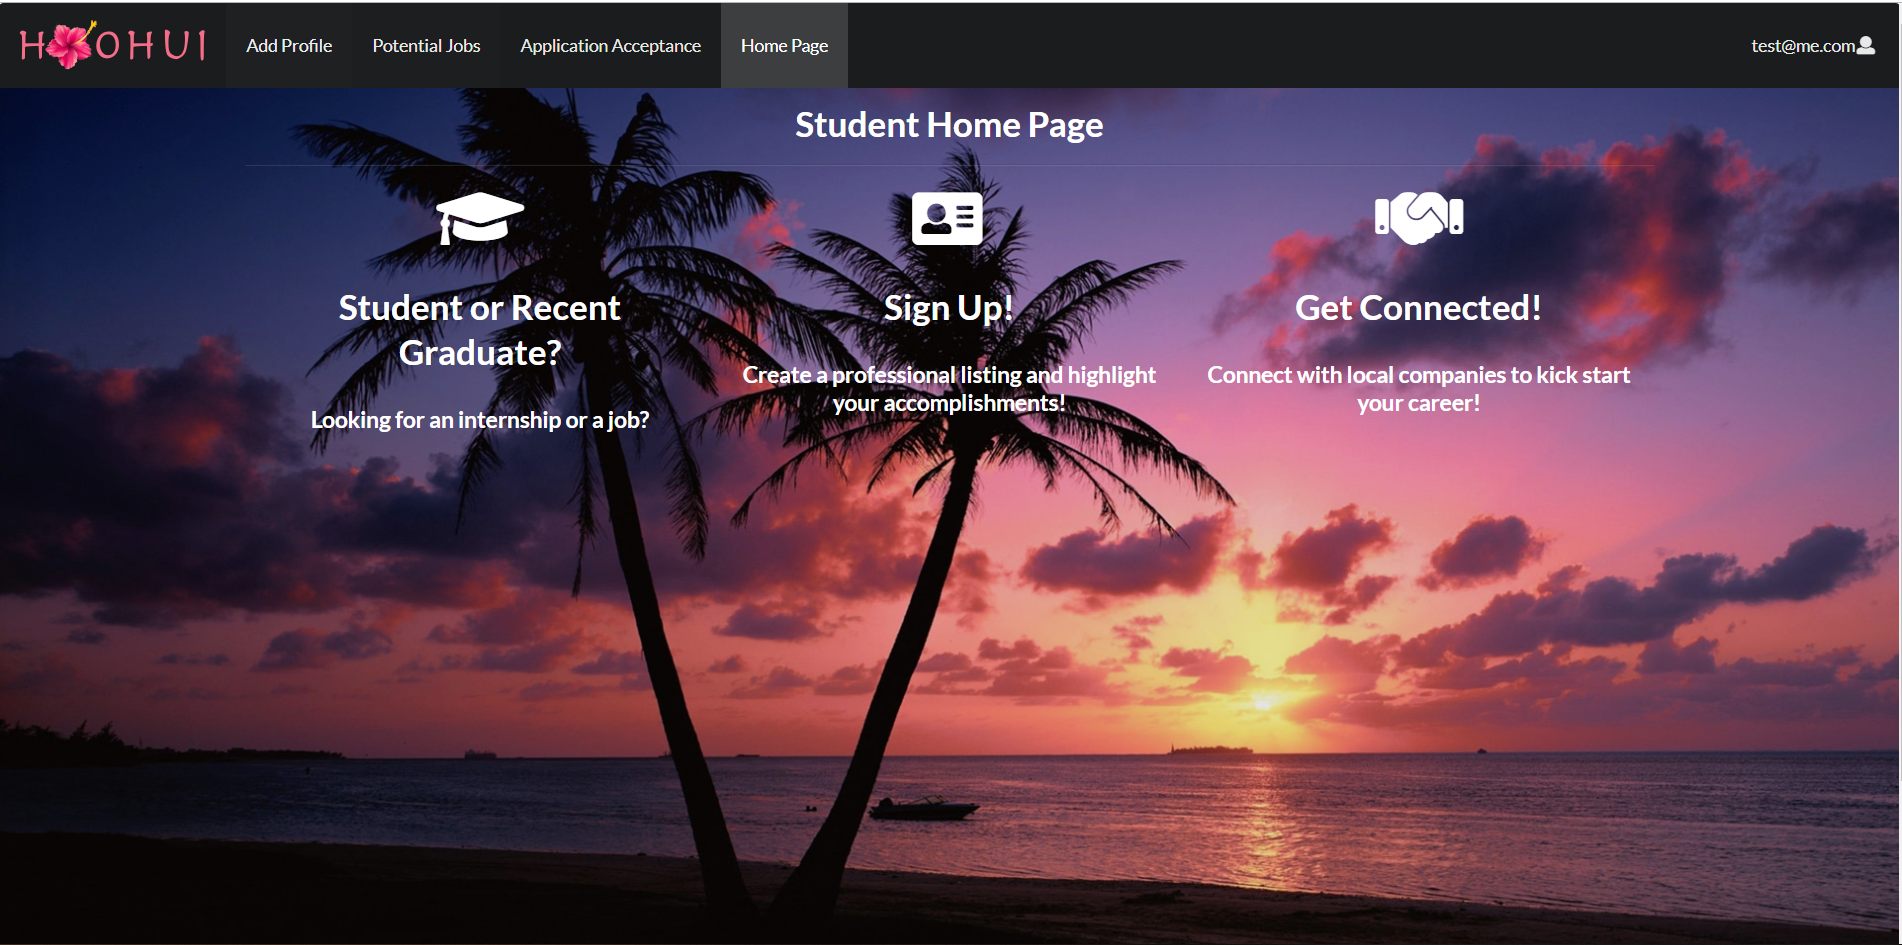 HOOHUI
Add Profile
Potential Jobs
Application Acceptance
Home Page
test@me.com
Student Home Page
Student or Recent
Graduate?
Looking for an internship or a job?
Sign Up!
Create a professional listing and highlight
your accomplishments!
Get Connected!
Connect with local companies to kick start
your career!